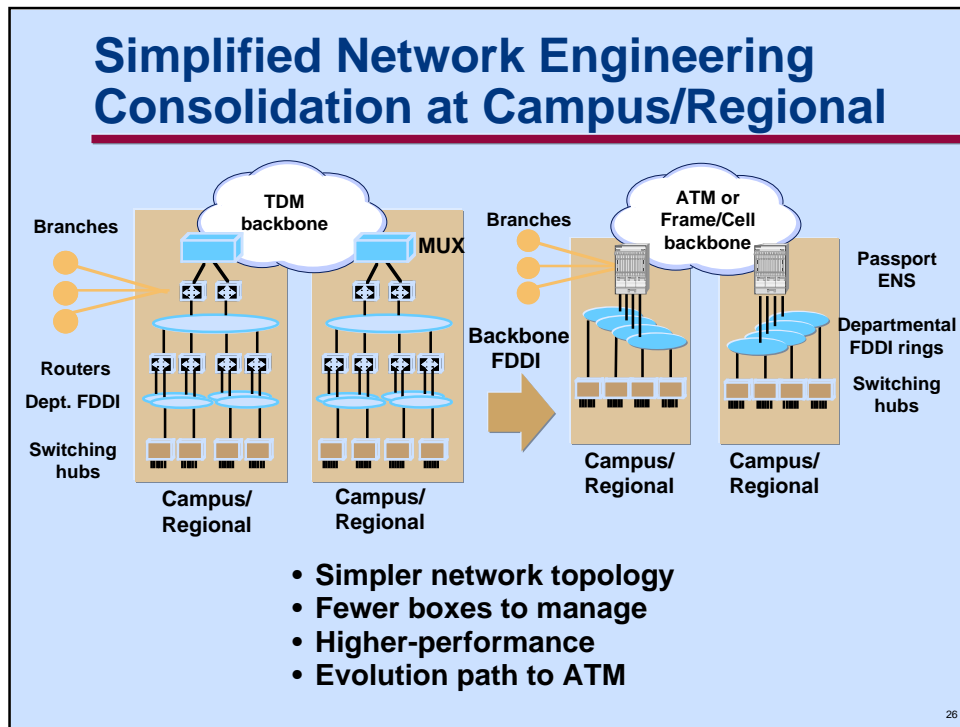 Simplified Network Engineering
Consolidation at Campus/Regional
TDM
backbone
Branches
MUX
Routers
Dept. FDDI
Switching
hubs
Campus/
Regional
Campus/
Regional
Backbone
FDDI
ATM or
Frame/Cell
backbone
Branches
Passport
ENS
Departmental
FDDI rings
Switching
hubs
Campus/
Regional
Campus/
Regional
• Simpler network topology
• Fewer boxes to manage
• Higher-performance
• Evolution path to ATM
26